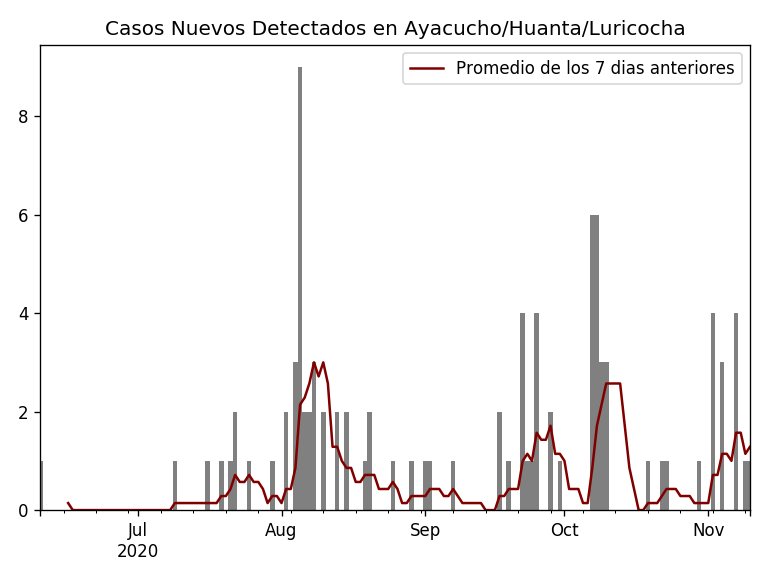 Casos Nuevos Detectados en Ayacucho/Huanta/Luricocha
Promedio de los 7 dias anteriores
8
6
4
2
0
Jul
2020
Aug
Sep
Oct
Nov